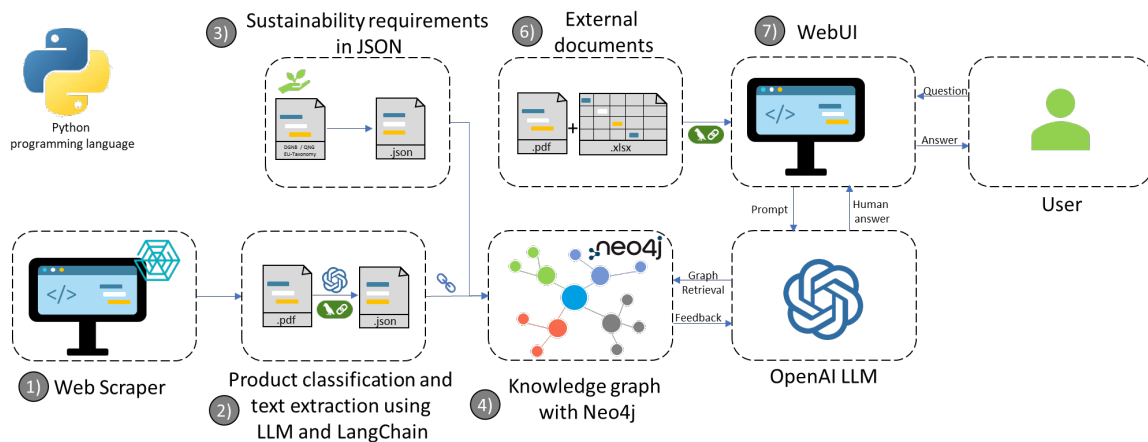 Python
programming language
3)
Sustainability requirements
in JSON
DGNB / QNG
EU-Taxonomy
.json
6)
External
documents
.pdf
+
.xlsx
7)
WebUI
</>
Question
Answer
User
Prompt
Human
answer
1)
Web Scraper
</>
.pdf
.json
2)
Product classification and
text extraction using
LLM and LangChain
neo4j
4)
Knowledge graph
with Neo4j
Graph
Retrieval
Feedback
OpenAI LLM